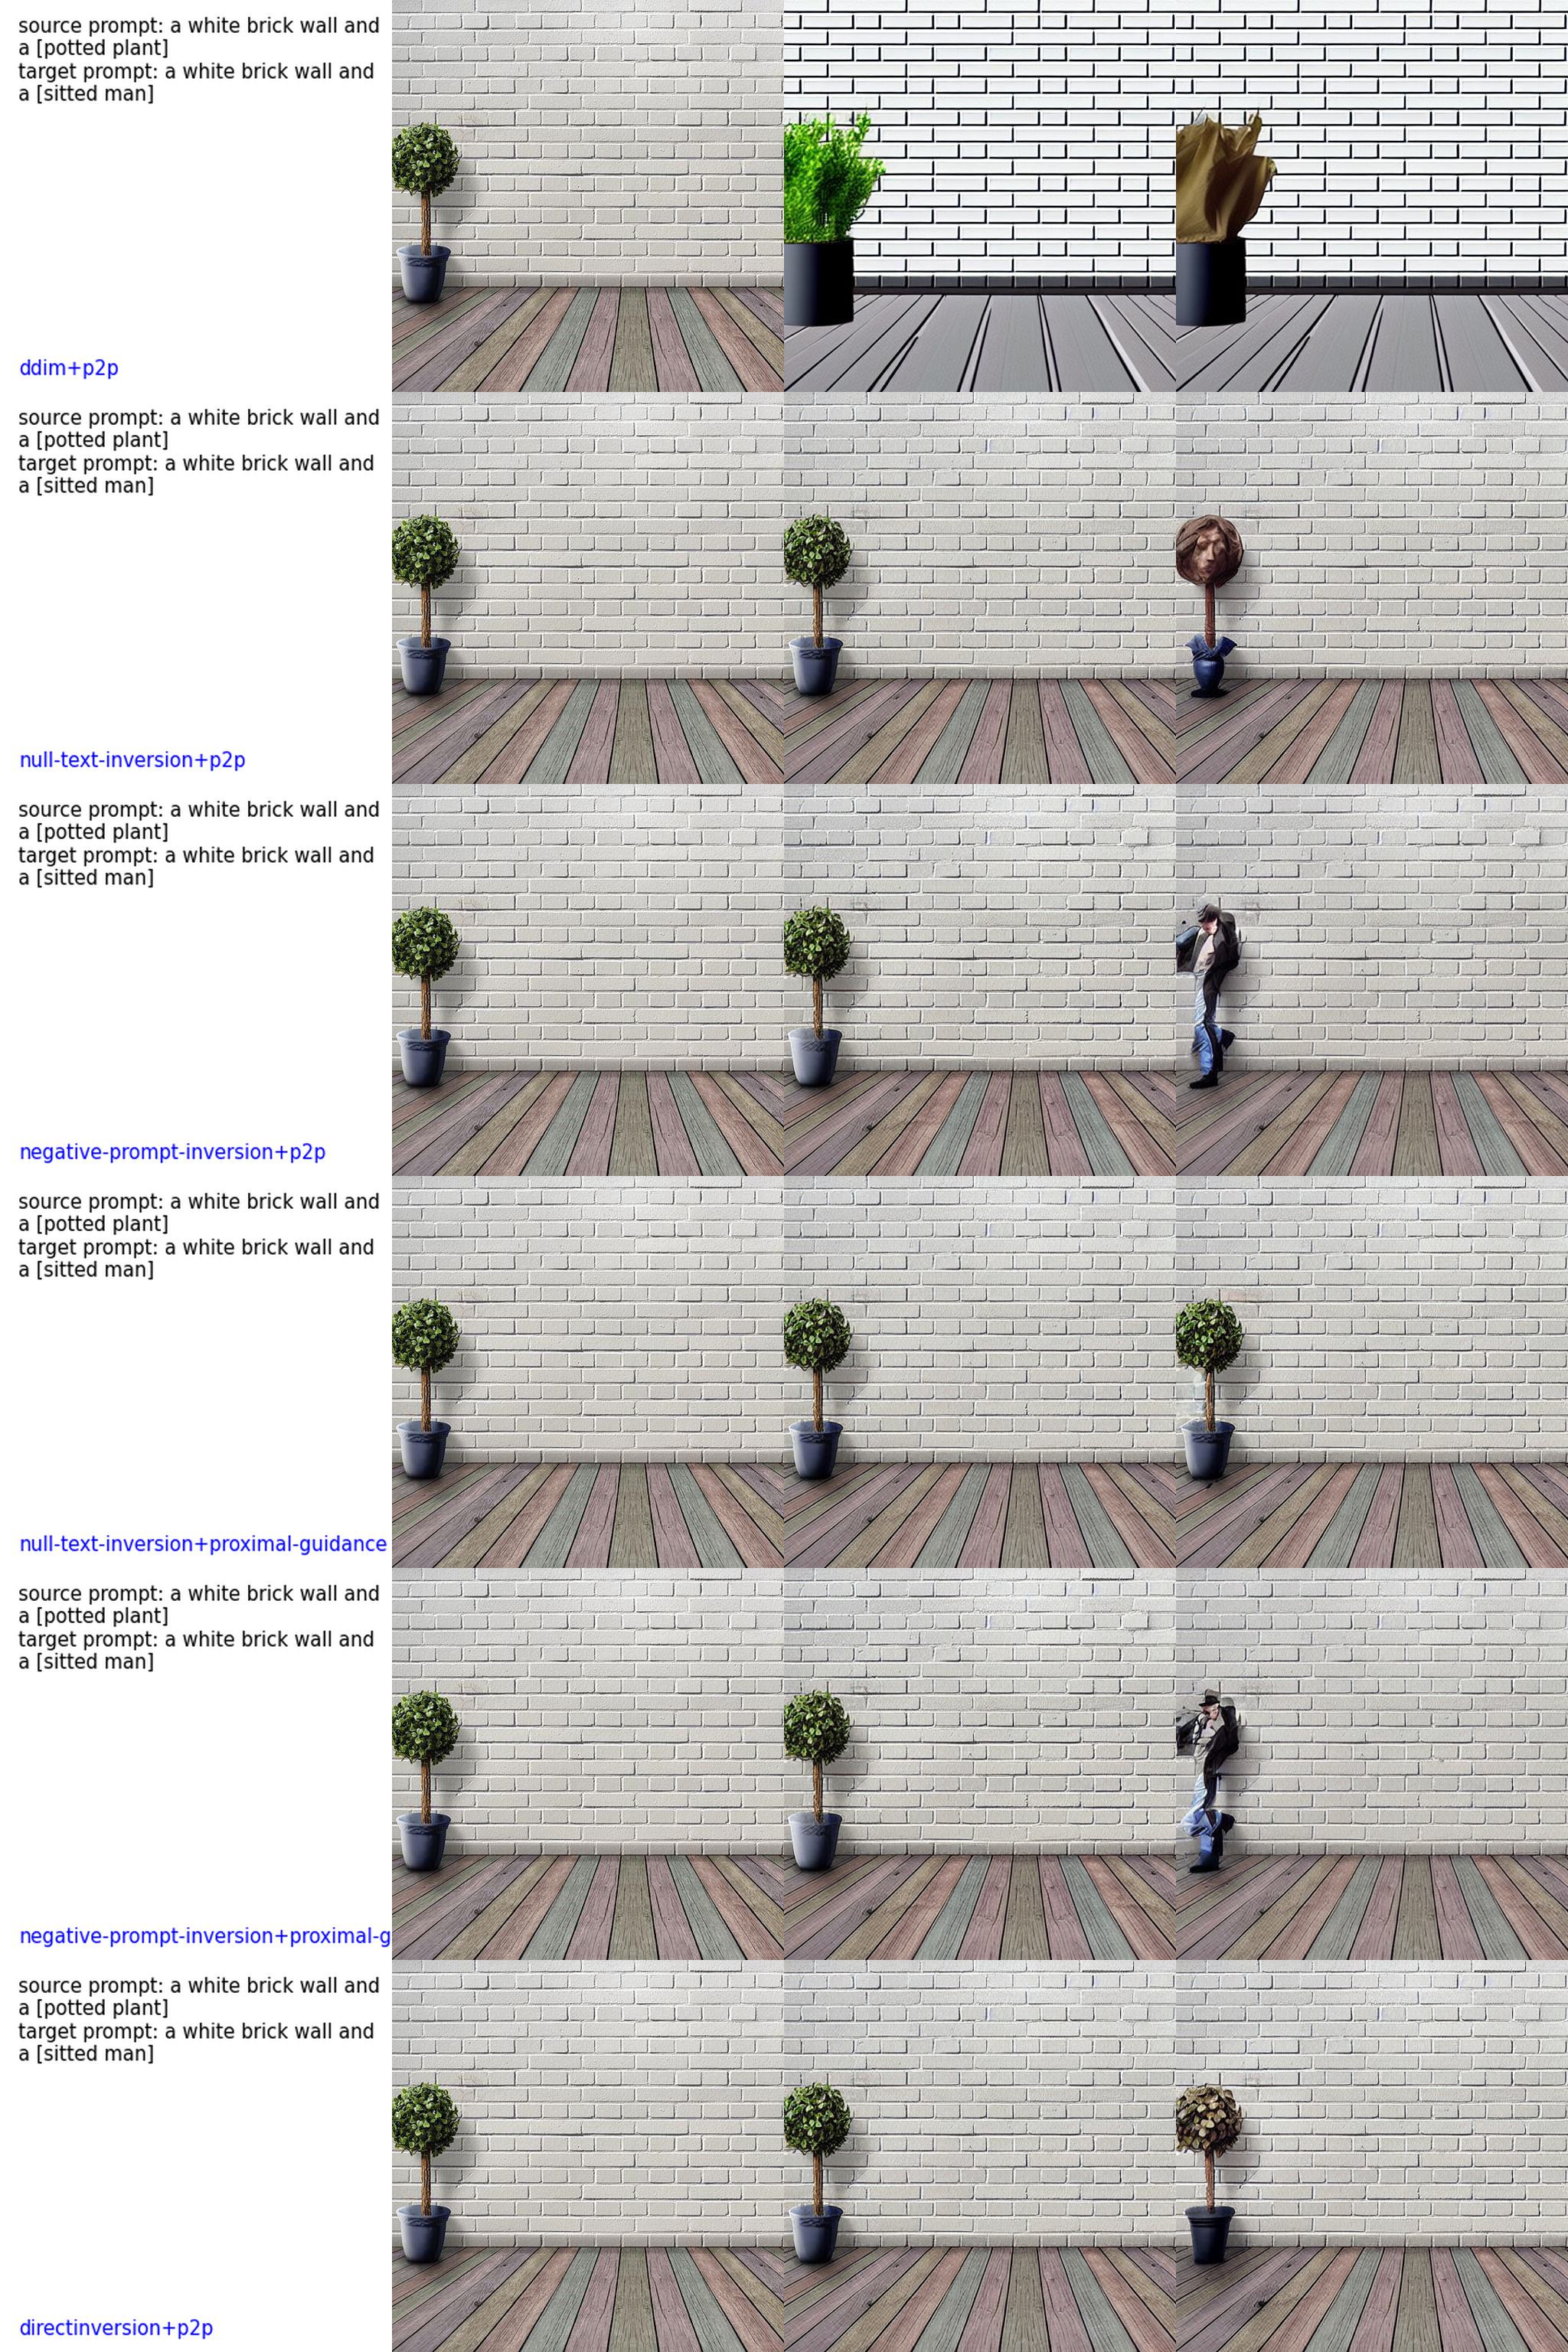 source prompt: a white brick wall and
a [potted plant]
target prompt: a white brick wall and
a [sitted man]
ddim+p2p
source prompt: a white brick wall and
a [potted plant]
target prompt: a white brick wall and
a [sitted man]
null-text-inversion+p2p
source prompt: a white brick wall and
a [potted plant]
target prompt: a white brick wall and
a [sitted man]
negative-prompt-inversion+p2p
source prompt: a white brick wall and
a [potted plant]
target prompt: a white brick wall and
a [sitted man]
null-text-inversion+proximal-guidance
source prompt: a white brick wall and
a [potted plant]
target prompt: a white brick wall and
a [sitted man]
negative-prompt-inversion+proximal-g
source prompt: a white brick wall and
a [potted plant]
target prompt: a white brick wall and
a [sitted man]
directinversion+p2p